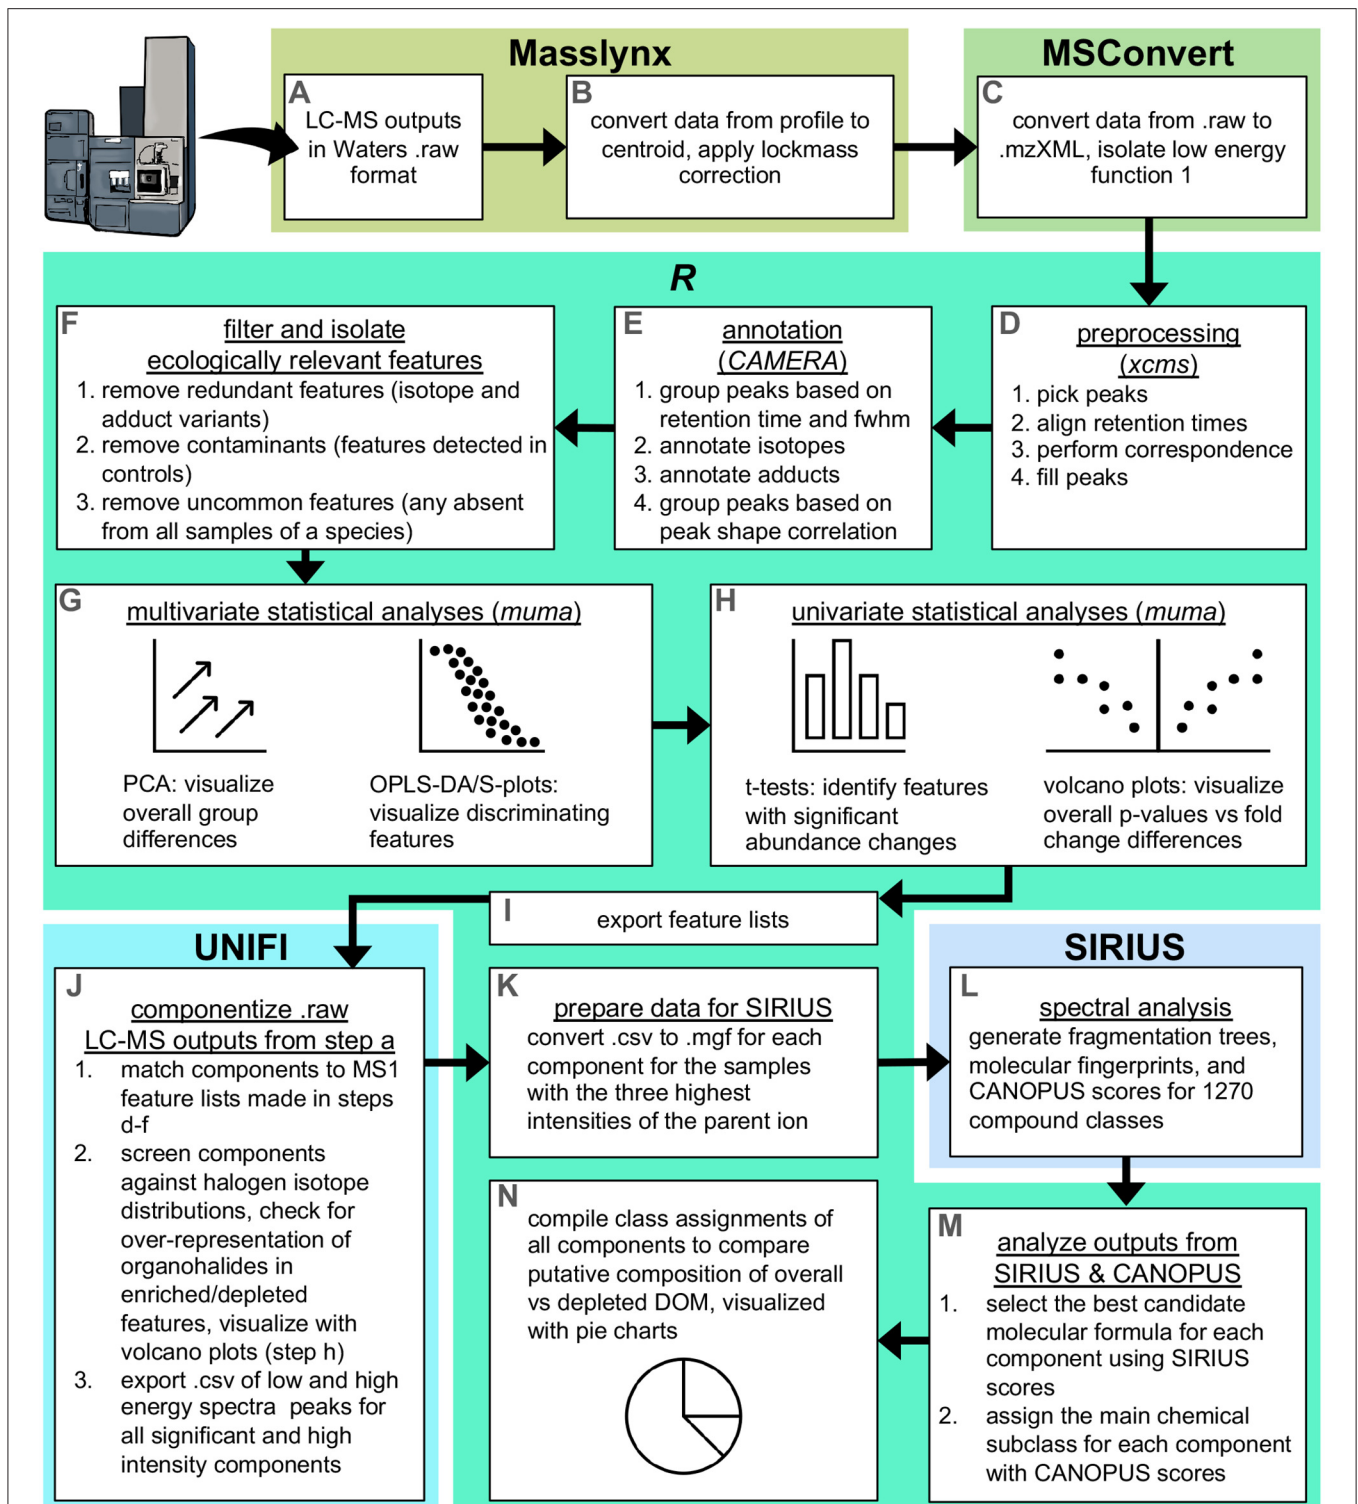 Masslynx
A
LC-MS outputs
in Waters .raw
format
B
convert data from profile to
centroid, apply lockmass
correction
MSConvert
C
convert data from .raw to
.mzXML, isolate low energy
function 1
R
F
filter and isolate
ecologically relevant features
1. remove redundant features (isotope and
adduct variants)
2. remove contaminants (features detected in
controls)
3. remove uncommon features (any absent
from all samples of a species)
E
annotation
(CAMERA)
1. group peaks based on
retention time and fwhm
2. annotate isotopes
3. annotate adducts
4. group peaks based on
peak shape correlation
D
preprocessing
(xcms)
1. pick peaks
2. align retention times
3. perform correspondence
4. fill peaks
G
multivariate statistical analyses (muma)
PCA: visualize
overall group
differences
OPLS-DA/S-plots:
visualize discriminating
features
H
univariate statistical analyses (muma)
t-tests: identify features
with significant
abundance changes
volcano plots: visualize
overall p-values vs fold
change differences
I
export feature lists
UNIFI
J
componentize .raw
LC-MS outputs from step a
1. match components to MS1
feature lists made in steps
d-f
2. screen components
against halogen isotope
distributions, check for
over-representation of
organohalides in
enriched/depleted
features, visualize with
volcano plots (step h)
3. export .csv of low and high
energy spectra peaks for
all significant and high
intensity components
K
prepare data for SIRIUS
convert .csv to .mgf for each
component for the samples
with the three highest
intensities of the parent ion
SIRIUS
L
spectral analysis
generate fragmentation trees,
molecular fingerprints, and
CANOPUS scores for 1270
compound classes
M
analyze outputs from
SIRIUS & CANOPUS
1. select the best candidate
molecular formula for each
component using SIRIUS
scores
2. assign the main chemical
subclass for each component
with CANOPUS scores
N
compile class assignments of
all components to compare
putative composition of overall
vs depleted DOM, visualized
with pie charts